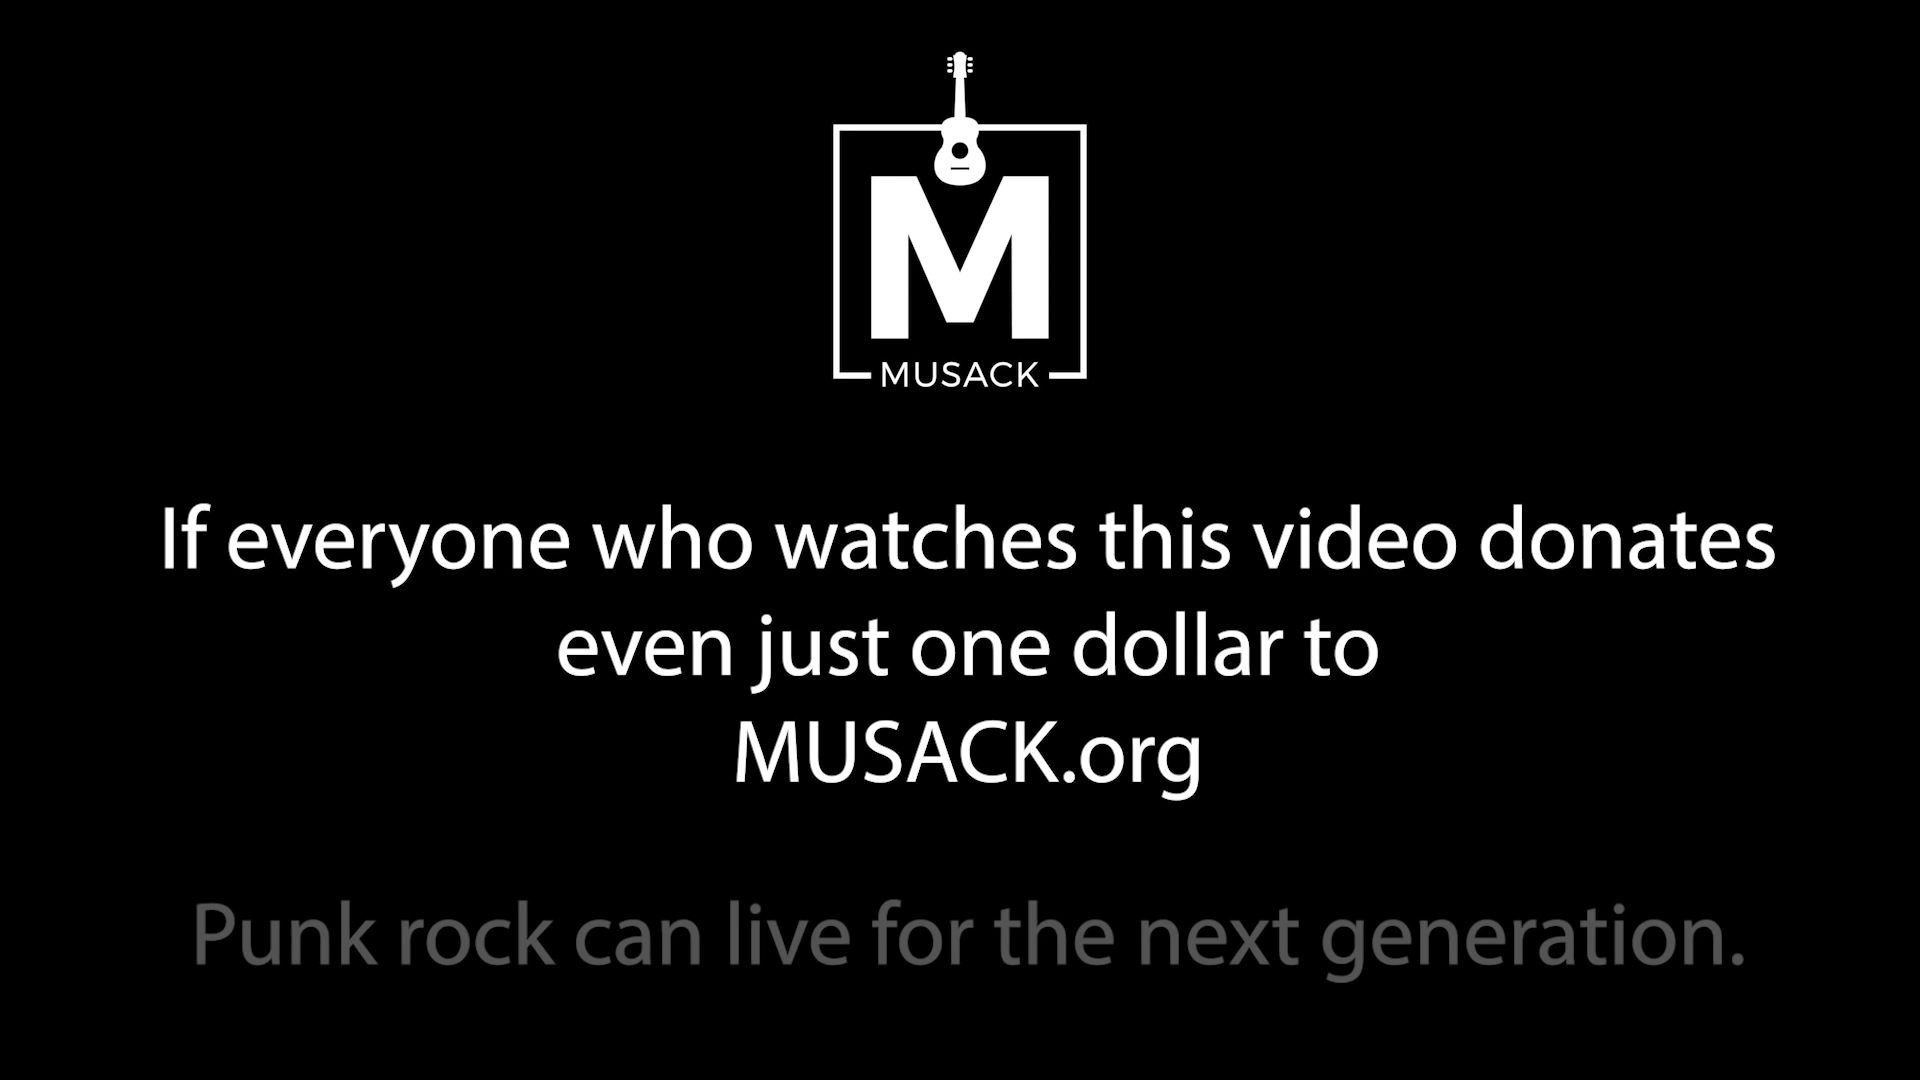 M
MUSACK
If everyone who watches this video donates
even just one dollar to
MUSACK.org
Punk rock can live for the next generation.